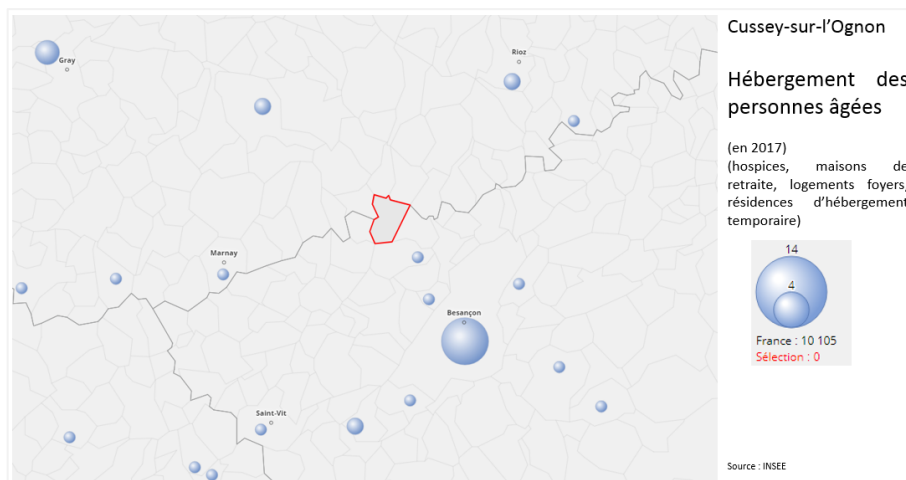 Cussey-sur-l'Ognon
Hébergement des
personnes âgées
(en 2017)
(hospices, maisons de
retraite, logements foyers,
résidences d'hébergement
temporaire)
14
4
France : 10 105
Sélection : 0
Source : INSEE
Gray
Rioz
Marnay
Besançon
Saint-Vit